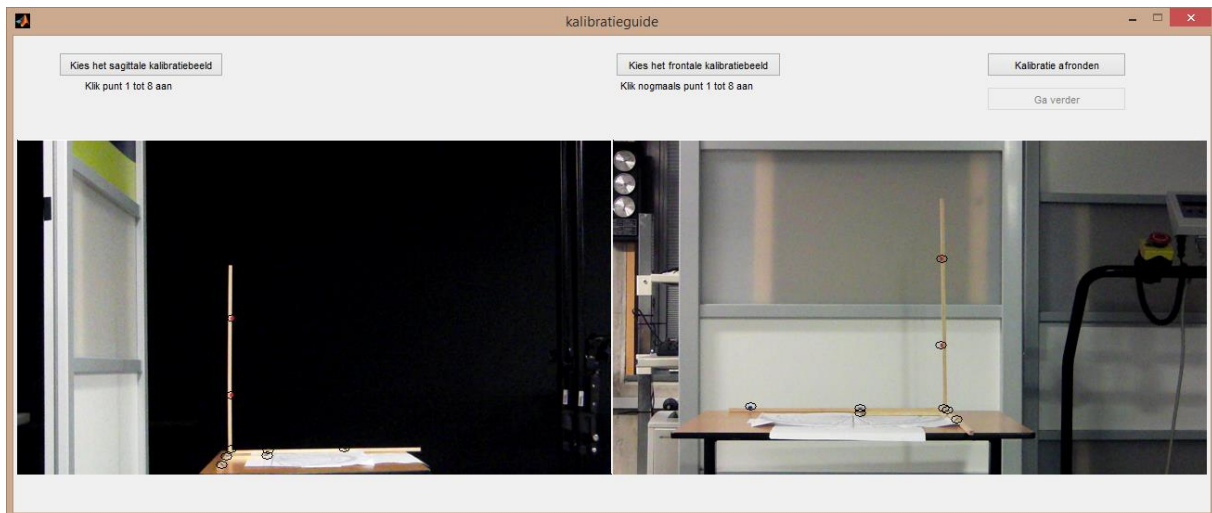 kalibratieguide
Kies het sagittale kalibratiebeeld
Klik punt 1 tot 8 aan
Kies het frontale kalibratiebeeld
Klik nogmaals punt 1 tot 8 aan
Kalibratie afronden
Ga verder